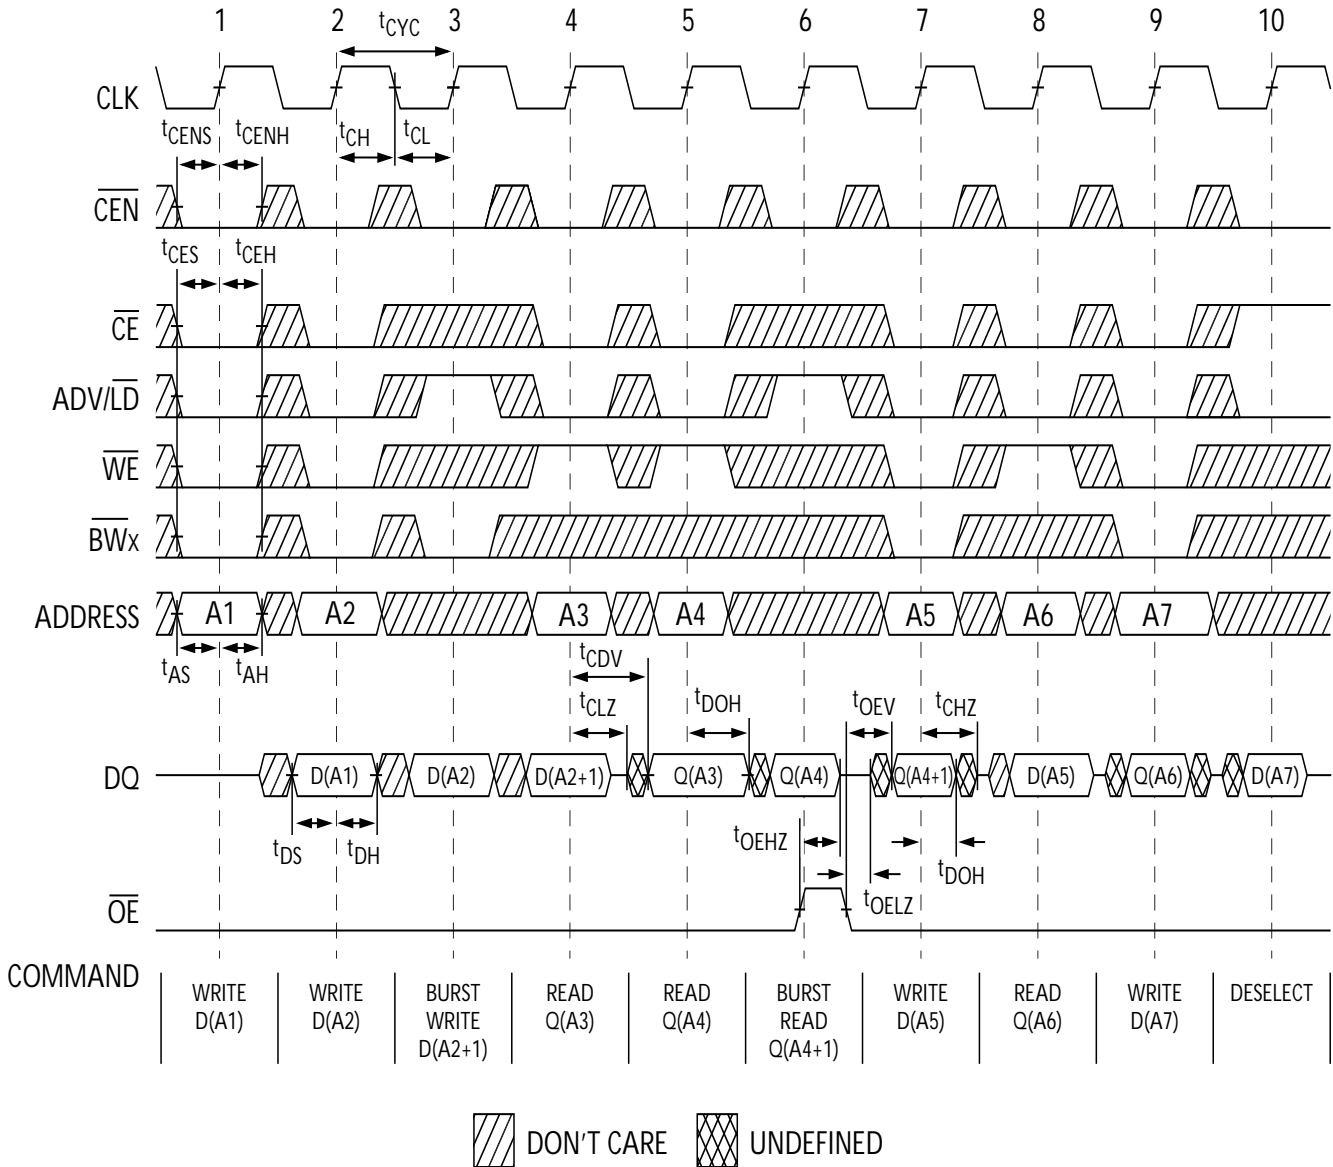 1 2 3 4 5 6 7 8 9 10
tCYC
CLK
tCENS tCENH tCH tCL
CEN
tCES tCEH
CE
ADV/LD
WE
BWx
ADDRESS A1 A2 A3 A4 A5 A6 A7
tAS tAH tCDV
tCLZ tDOH tOEV tCHZ
DQ D(A1) D(A2) D(A2+1) Q(A3) Q(A4) Q(A4+1) D(A5) Q(A6) D(A7)
tDS tDH tOEHZ tDOH
tOELZ
OE
COMMAND
WRITE WRITE BURST READ READ BURST WRITE READ WRITE DESELECT
D(A1) D(A2) WRITE Q(A3) Q(A4) READ D(A5) Q(A6) D(A7)
D(A2+1) Q(A4+1)
DON'T CARE UNDEFINED